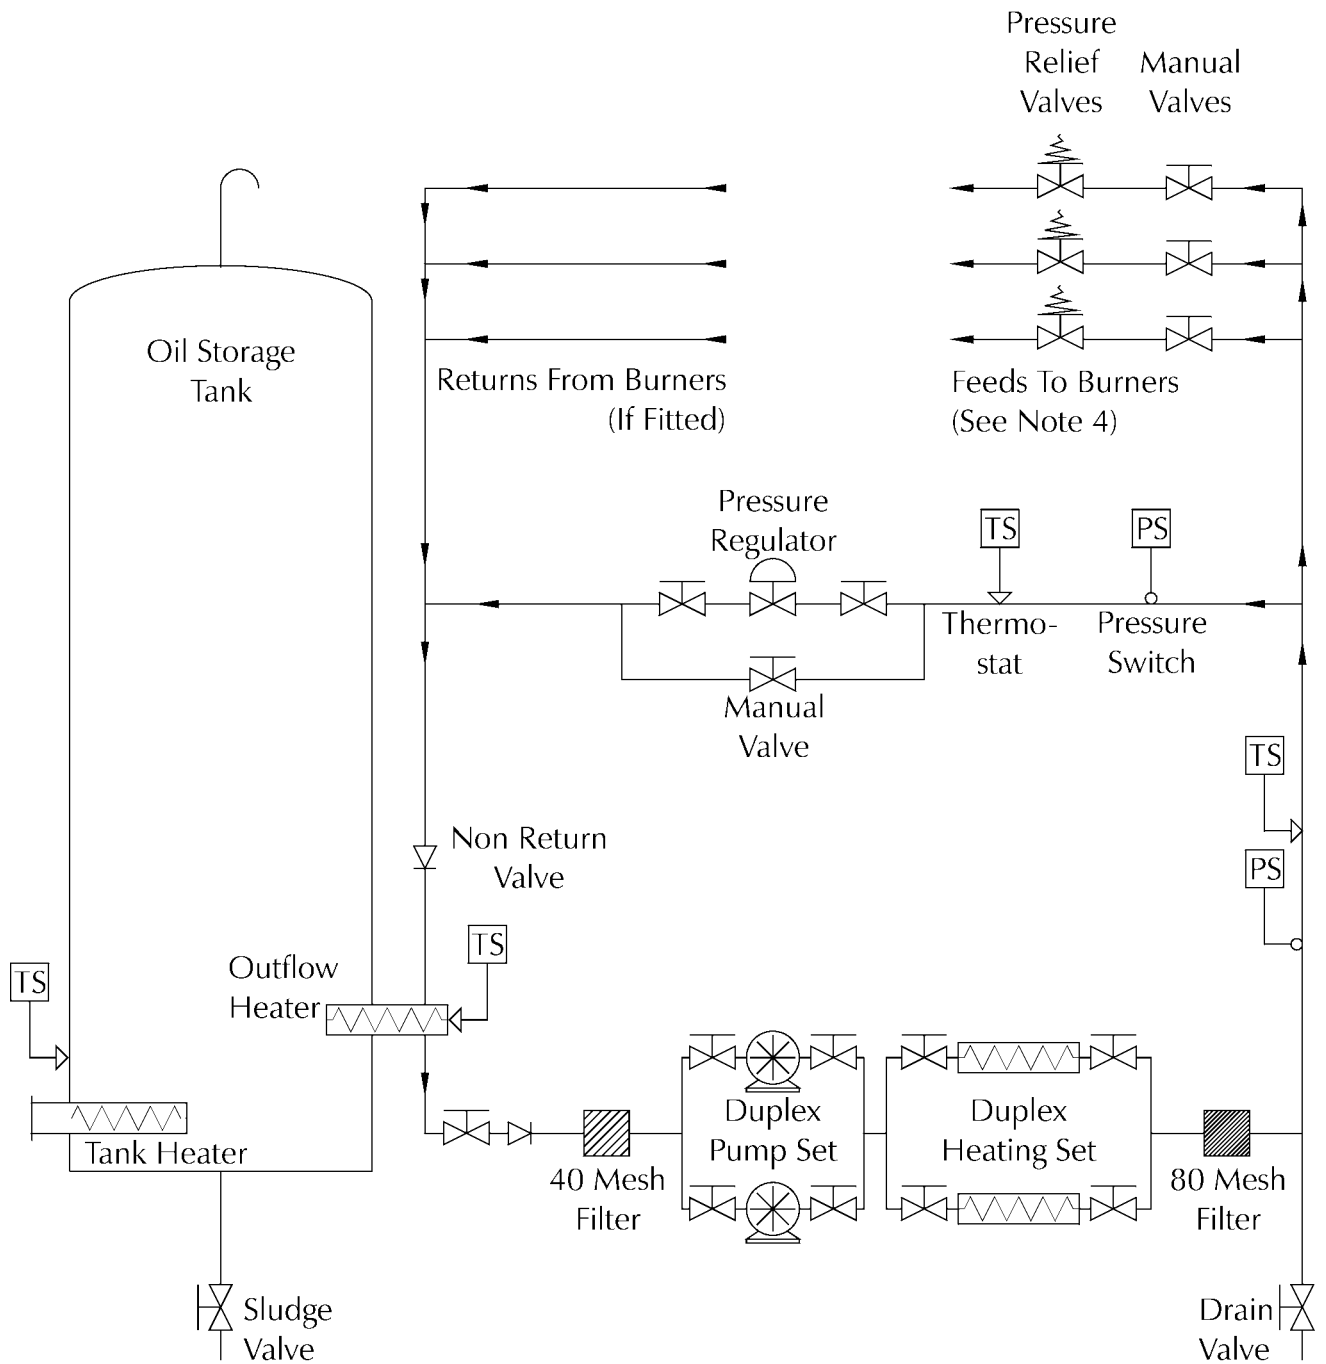 Pressure
Relief
Valves
Manual
Valves
Oil Storage
Tank
Returns From Burners
(If Fitted)
Feeds To Burners
(See Note 4)
Pressure
Regulator
TS
PS
Thermo-
stat
Pressure
Switch
Manual
Valve
TS
PS
Non Return
Valve
TS
Outflow
Heater
TS
Tank Heater
Duplex
Pump Set
Duplex
Heating Set
40 Mesh
Filter
80 Mesh
Filter
Sludge
Valve
Drain
Valve